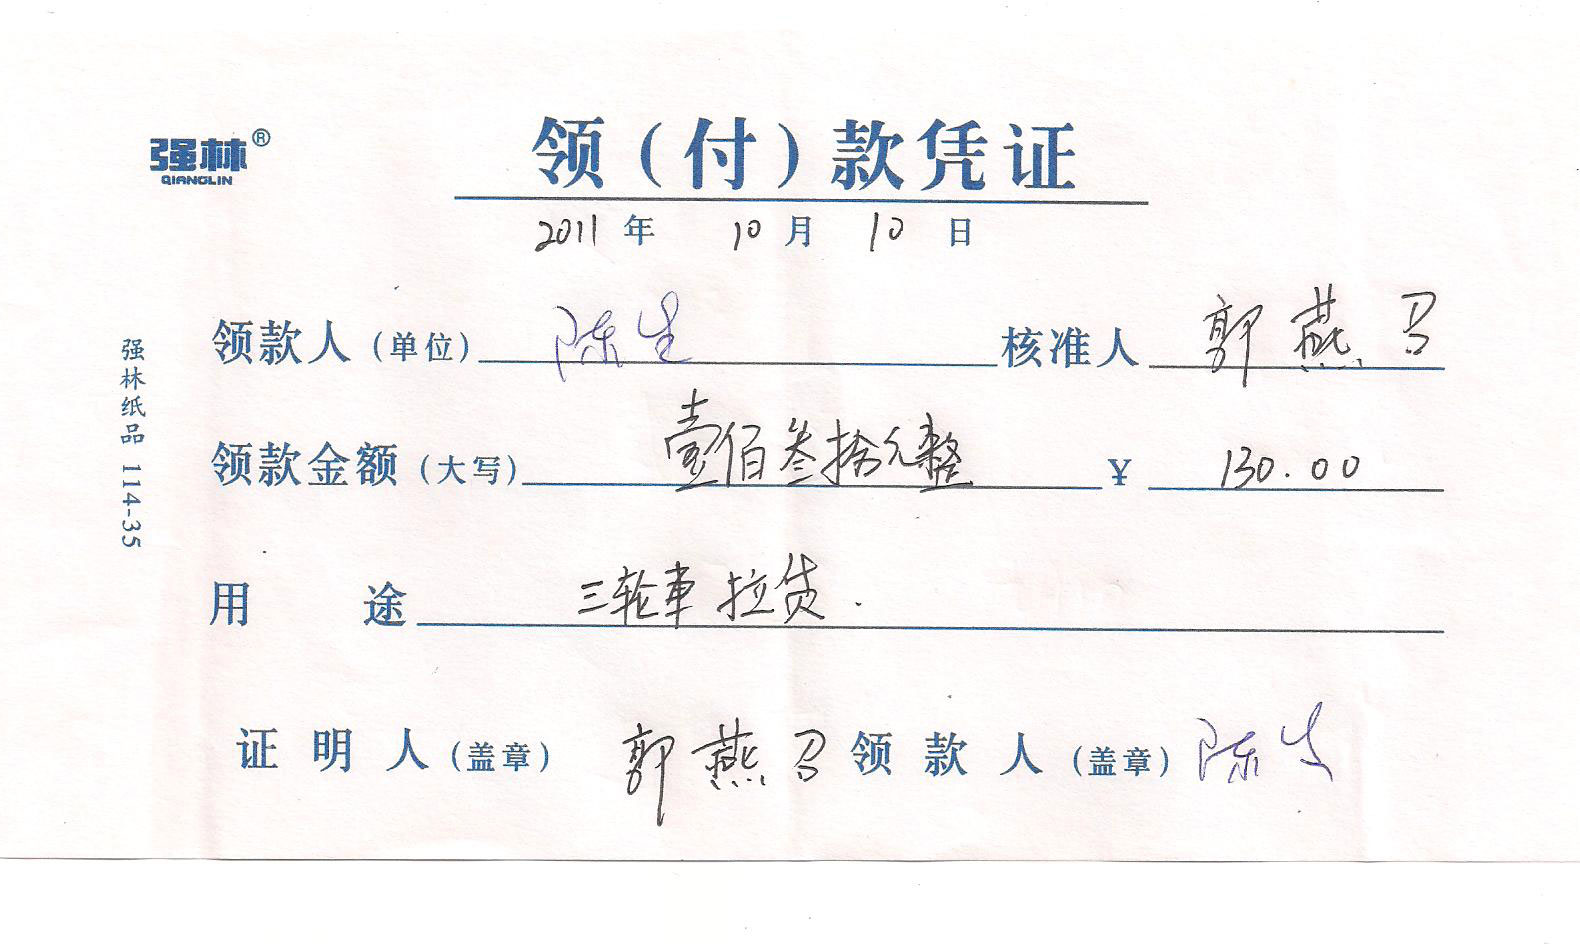 强林®
QIANGLIN
领（付）款凭证
2011 年 10 月 10 日
领款人（单位） 陈生 核准人 郭燕召
领款金额（大写） 壹佰叁拾元整 ¥ 130.00
用途 三轮车拉货.
证明人（盖章） 郭燕召 领款人（盖章） 陈生
强林纸品 114-35